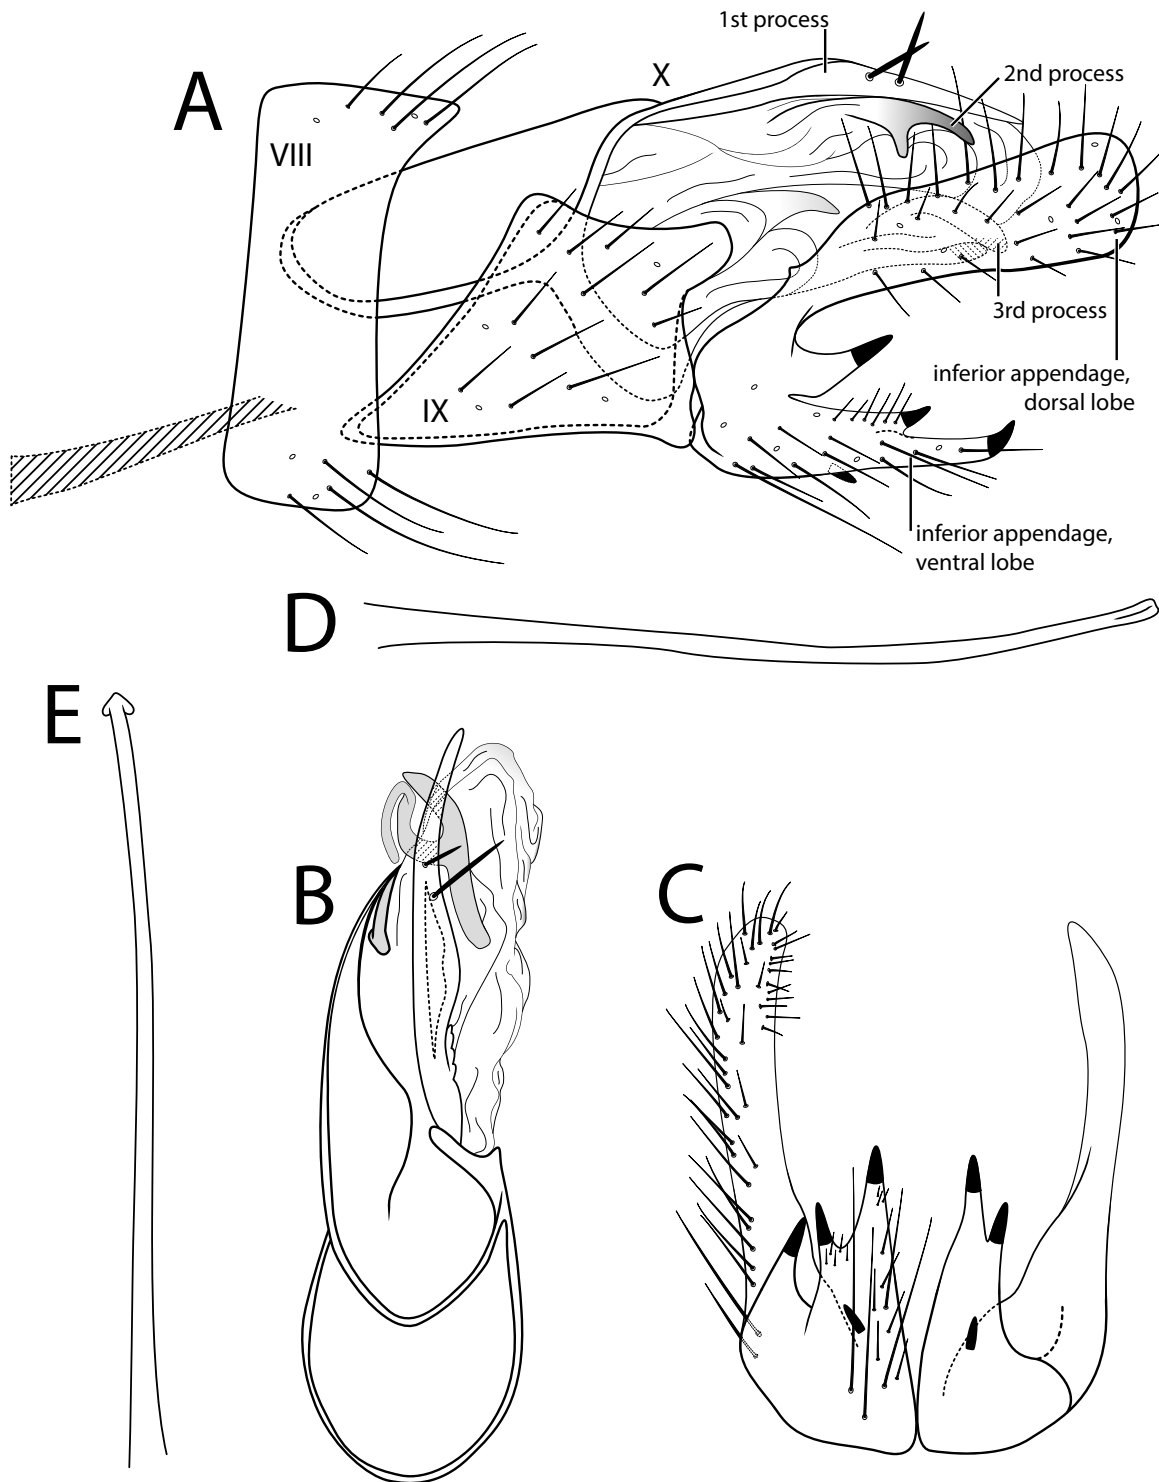 1st process
A
X
2nd process
VIII
3rd process
inferior appendage,
dorsal lobe
IX
inferior appendage,
ventral lobe
D
E
B
C